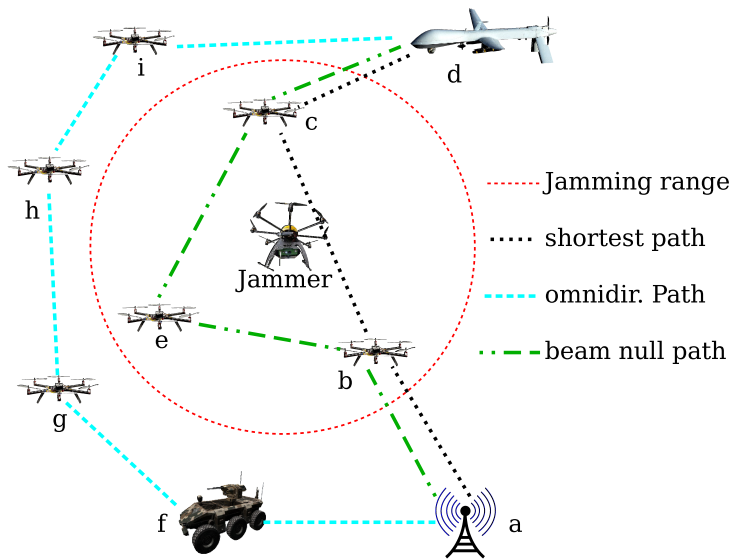 i
d
c
Jamming range
h
shortest path
Jammer
omnidir. Path
e
beam null path
b
g
f
a